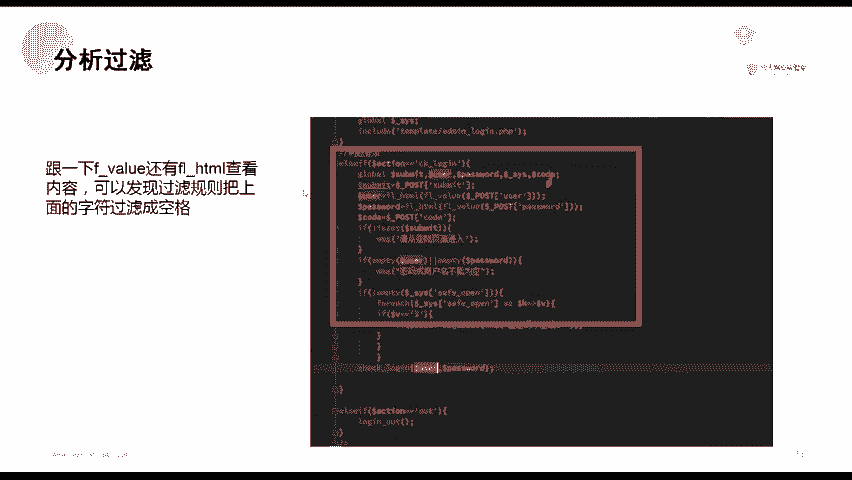 分析过滤
跟一下f_value还有fl_html查看
内容，可以发现过滤规则把上
面的字符过滤成空格
global $_sys;
include('template/admin_login.php');
}
elseif($action=='ck_login'){
global $submit,$user,$password,$_sys,$code;
$submit=$_POST['submit'];
$user=fl_html(fl_value($_POST['user']));
$password=fl_html(fl_value($_POST['password']));
$code=$_POST['code'];
if(!isset($submit)){
msg('请从登陆页面进入');
}
if(empty($user)||empty($password)){
msg("密码或用户名不能为空");
}
if(!empty($_sys['safe_open'])){
foreach($_sys['safe_open'] as $k=>$v){
if($v=='3'){
}
}
}
check_login($user,$password);
}
elseif($action=='out'){
login_out();
}